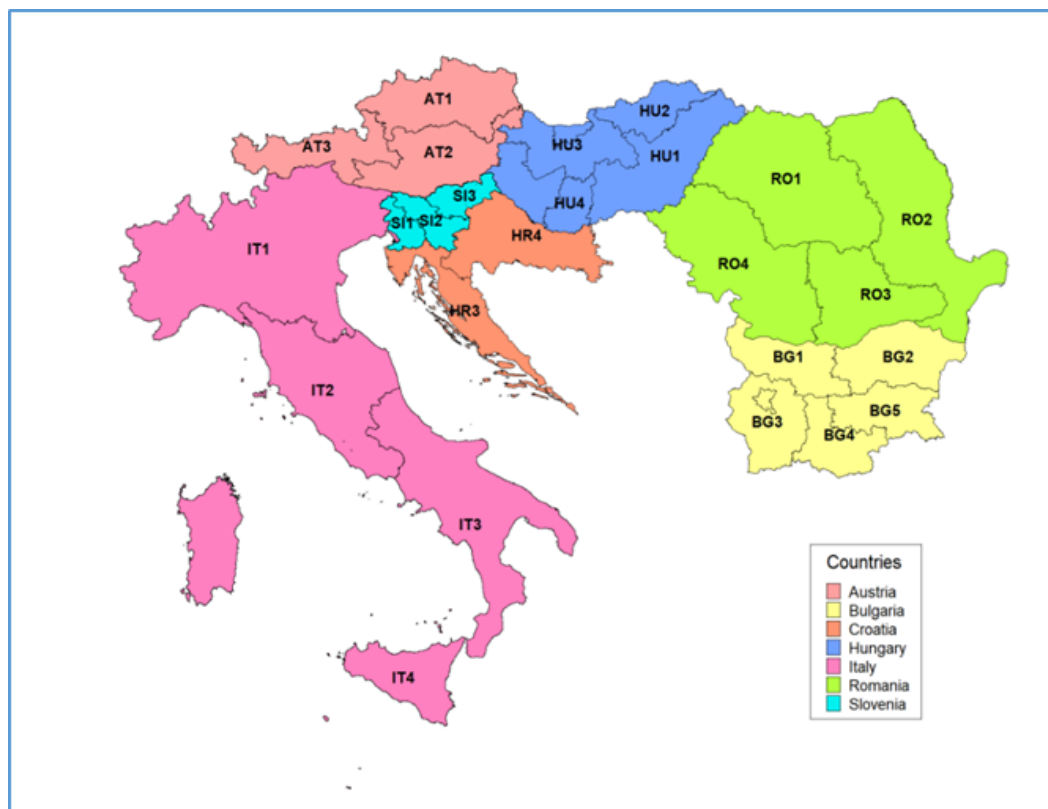 AT1
AT3
AT2
HU2
HU3
HU1
HU4
SI3
SI1
SI2
HR4
HR3
RO1
RO2
RO4
RO3
BG1
BG2
BG3
BG4
BG5
IT1
IT2
IT3
IT4
Countries
Austria
Bulgaria
Croatia
Hungary
Italy
Romania
Slovenia